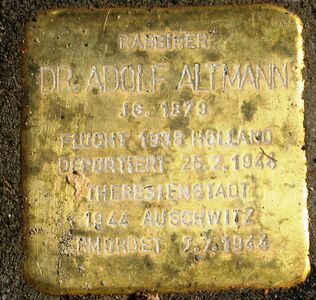 RABBINER
DR. ADOLF ALTMANN
JG. 1879
FLUCHT 1938 HOLLAND
DEPORTIERT 25.2.1944
THERESIENSTADT
1944 AUSCHWITZ
ERMORDET 7.7.1944